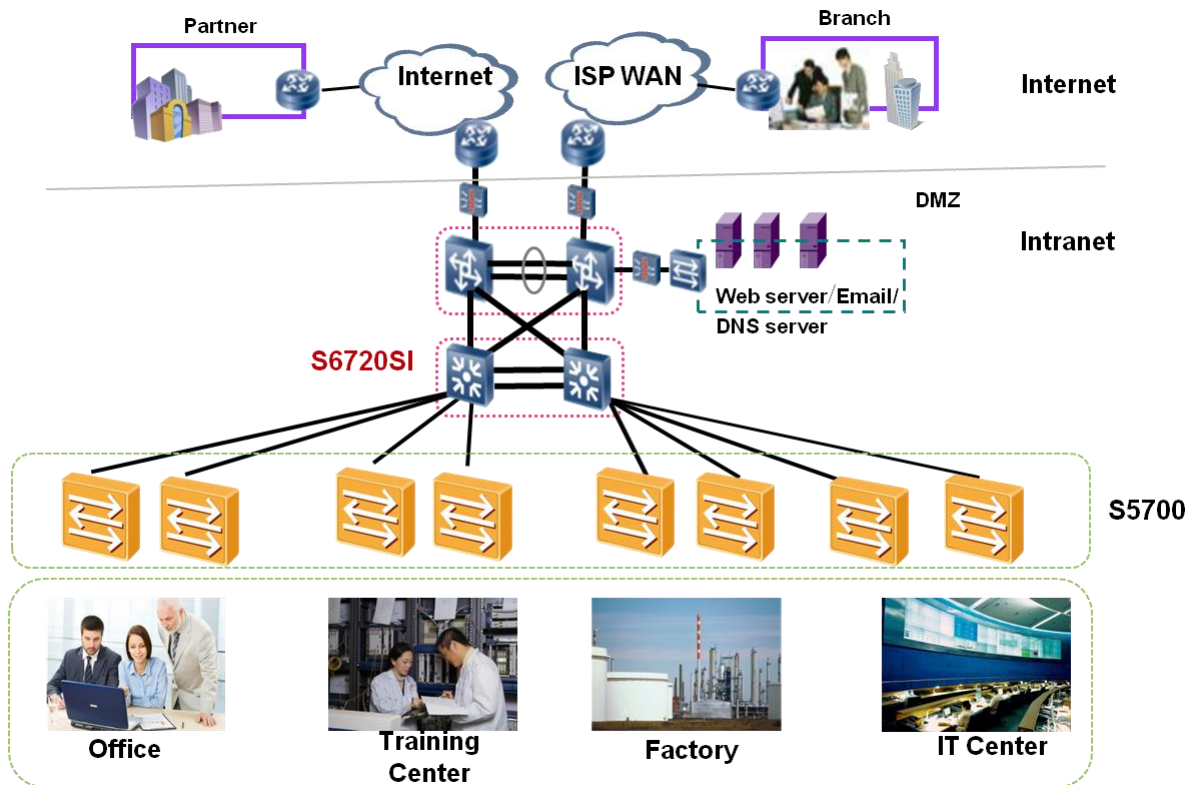 Partner
Branch
Internet
ISP WAN
Internet
DMZ
Intranet
Web server/Email/
DNS server
S6720SI
S5700
Office
Training
Center
Factory
IT Center